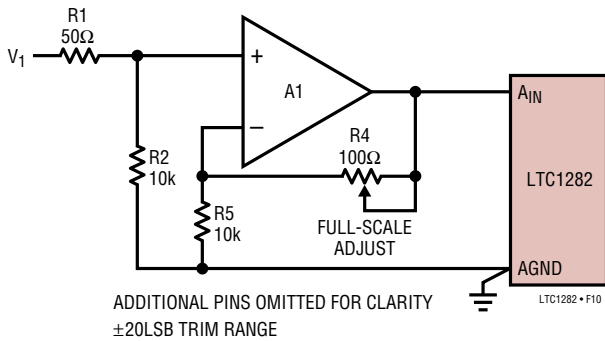 R1
50Ω
V1
+
A1
−
R2
10k
R4
100Ω
R5
10k
FULL-SCALE
ADJUST
AIN
LTC1282
AGND
LTC1282 • F10
ADDITIONAL PINS OMITTED FOR CLARITY
±20LSB TRIM RANGE